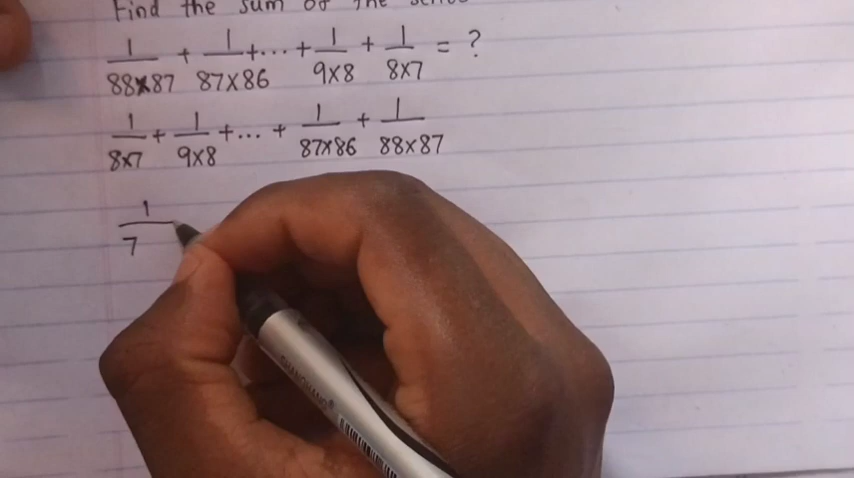 Find the sum of the series
1/88×87 + 1/87×86 +...+ 1/9×8 + 1/8×7 = ?
1/8×7 + 1/9×8 +...+ 1/87×86 + 1/88×87
1/7